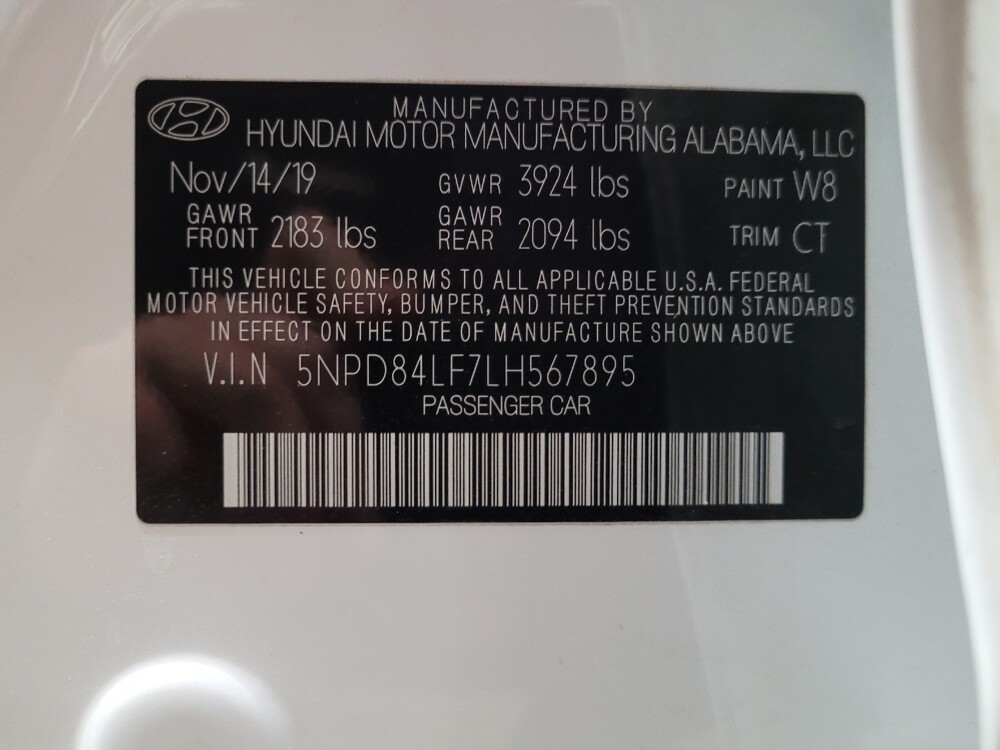 MANUFACTURED BY
HYUNDAI MOTOR MANUFACTURING ALABAMA, LLC
Nov/14/19 GVWR 3924 lbs PAINT W8
GAWR FRONT 2183 lbs GAWR REAR 2094 lbs TRIM CT
THIS VEHICLE CONFORMS TO ALL APPLICABLE U.S.A. FEDERAL
MOTOR VEHICLE SAFETY, BUMPER, AND THEFT PREVENTION STANDARDS
IN EFFECT ON THE DATE OF MANUFACTURE SHOWN ABOVE
V.I.N 5NPD84LF7LH567895
PASSENGER CAR